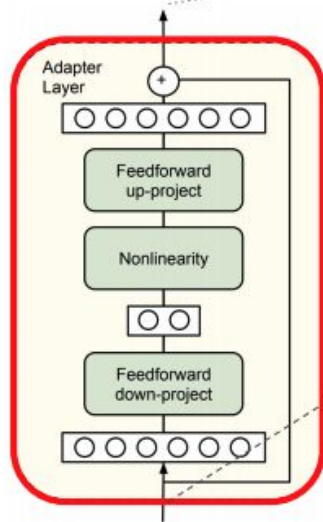 Adapter
Layer
+
Feedforward
up-project
Nonlinearity
Feedforward
down-project